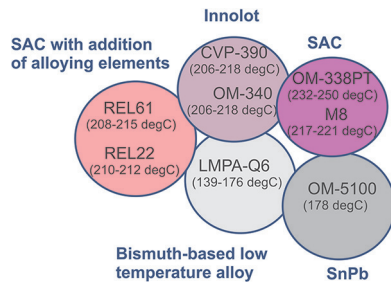 Innolot
SAC with addition
of alloying elements
SAC
CVP-390
(206-218 degC)
OM-340
(206-218 degC)
OM-338PT
(232-250 degC)
M8
(217-221 degC)
REL61
(208-215 degC)
REL22
(210-212 degC)
LMPA-Q6
(139-176 degC)
OM-5100
(178 degC)
Bismuth-based low
temperature alloy
SnPb